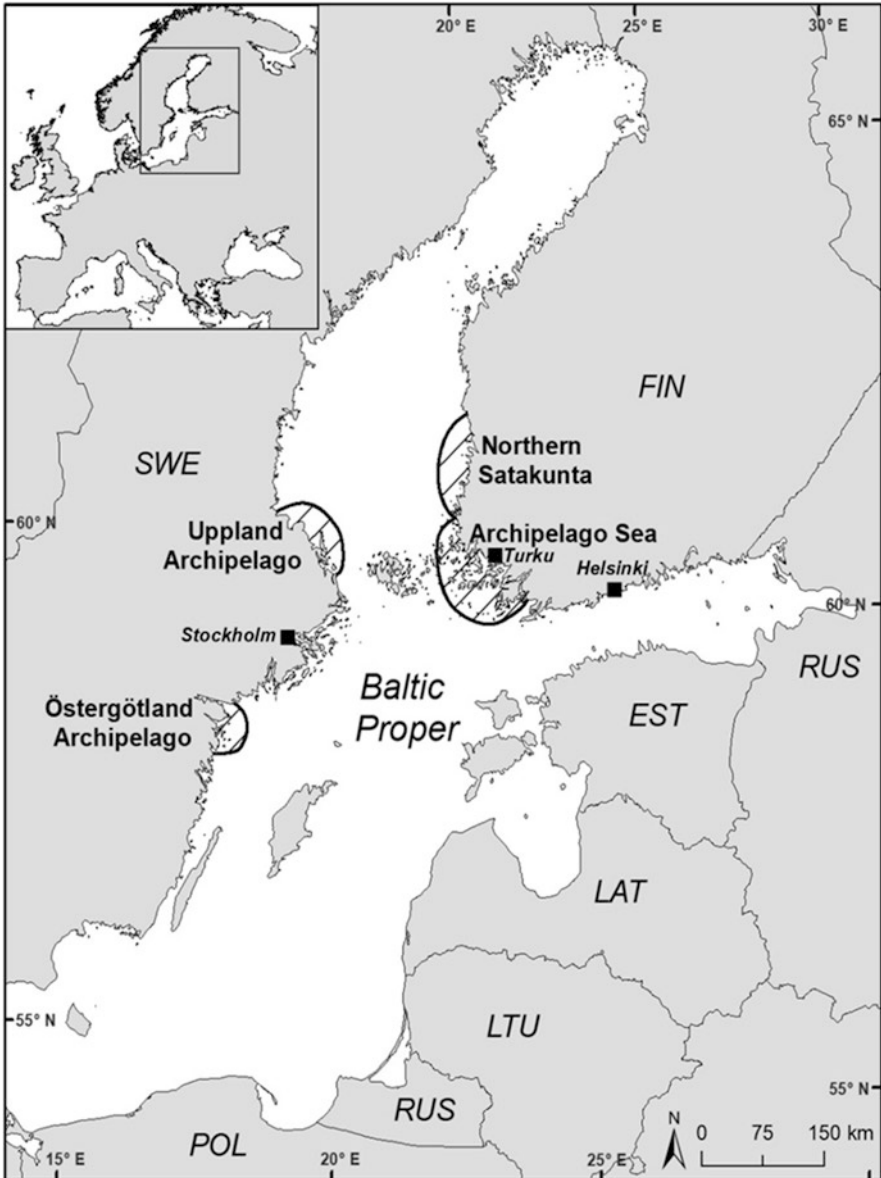 20° E
25° E
30° E
65° N
FIN
Northern
Satakunta
SWE
60° N
Uppland
Archipelago
Archipelago Sea
Turku
Helsinki
60° N
Stockholm
RUS
Baltic
Proper
EST
Östergötland
Archipelago
LAT
55° N
LTU
55° N
RUS
POL
N
0 75 150 km
15° E
20° E
25° E